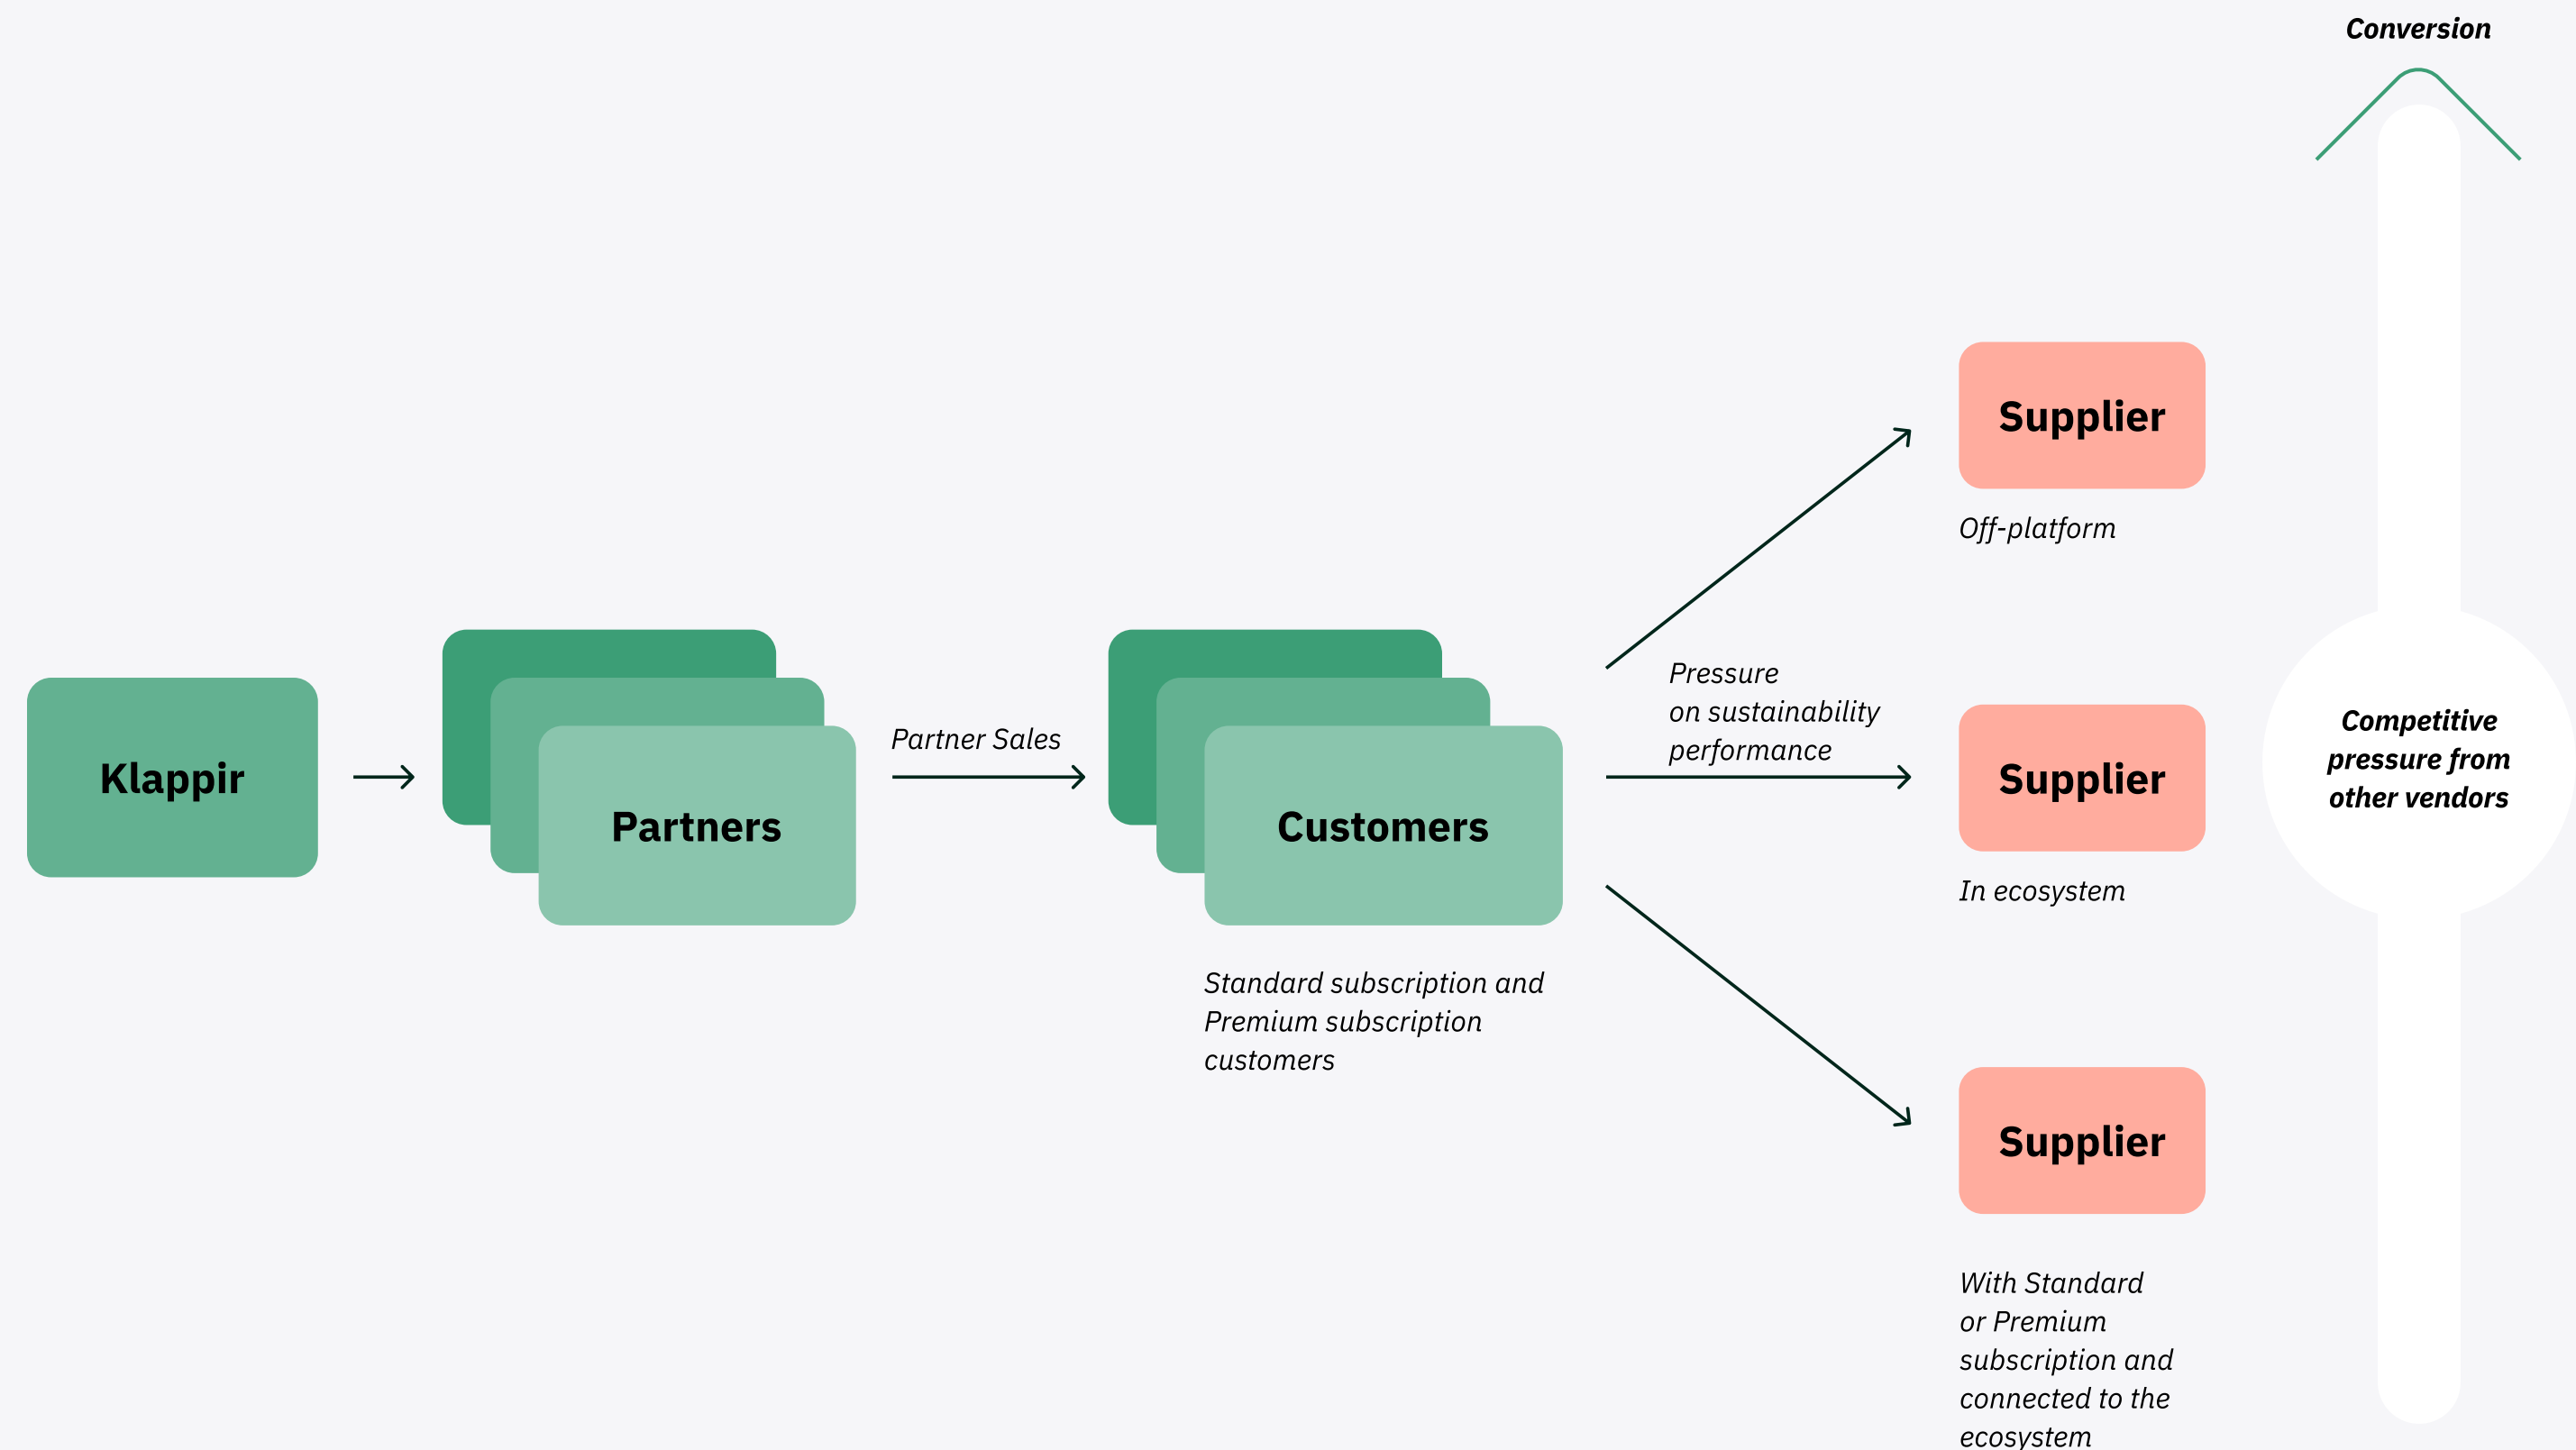 Conversion
Klappir
Partners
Partner Sales
Customers
Standard subscription and
Premium subscription
customers
Pressure
on sustainability
performance
Supplier
Off-platform
Supplier
In ecosystem
Supplier
With Standard
or Premium
subscription and
connected to the
ecosystem
Competitive
pressure from
other vendors